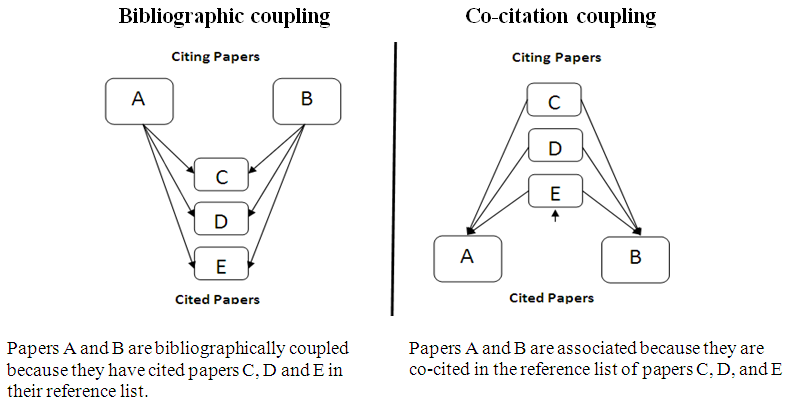 Bibliographic coupling
Citing Papers
A
B
C
D
E
Cited Papers
Papers A and B are bibliographically coupled
because they have cited papers C, D and E in
their reference list.
Co-citation coupling
Citing Papers
C
D
E
A
B
Cited Papers
Papers A and B are associated because they are
co-cited in the reference list of papers C, D, and E